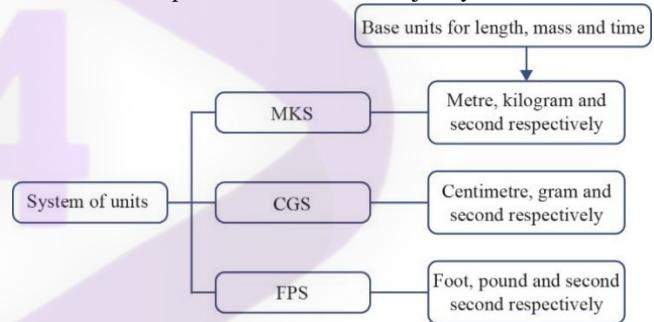 Base units for length, mass and time
MKS
Metre, kilogram and
second respectively
System of units
CGS
Centimetre, gram and
second respectively
FPS
Foot, pound and second
second respectively